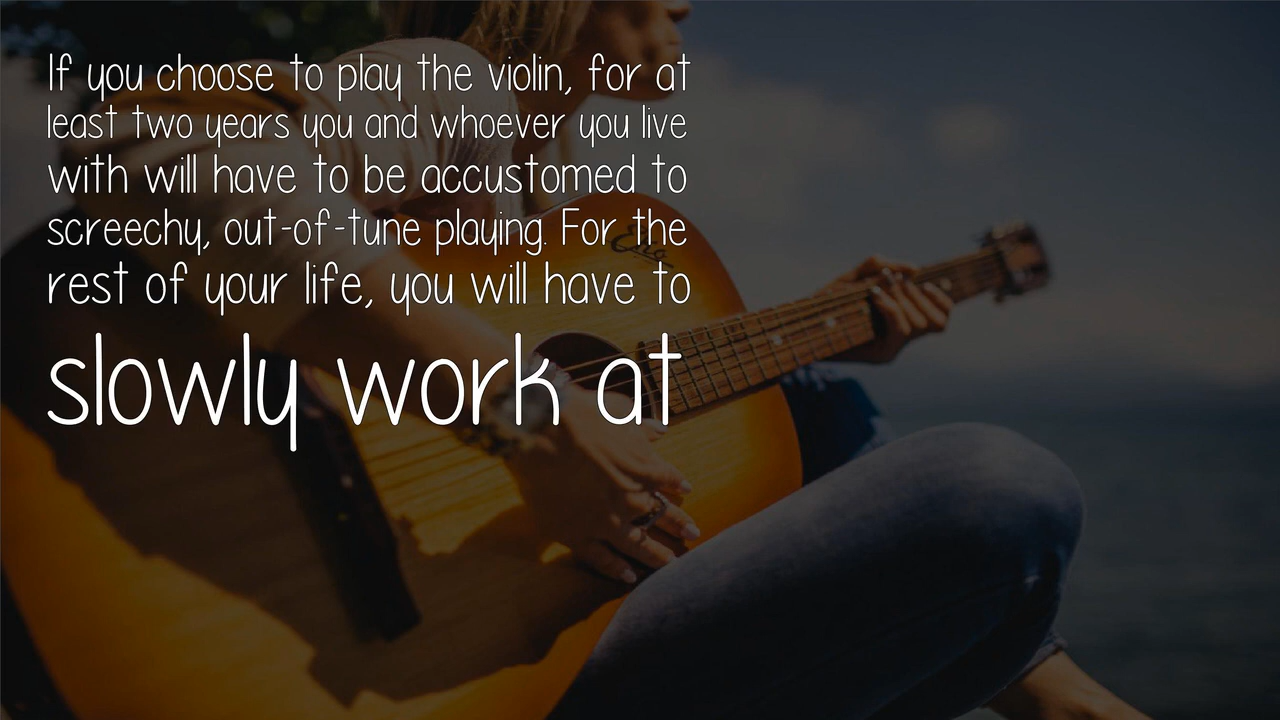 If you choose to play the violin, for at
least two years you and whoever you live
with will have to be accustomed to
screechy, out-of-tune playing. For the
rest of your life, you will have to
slowly work at